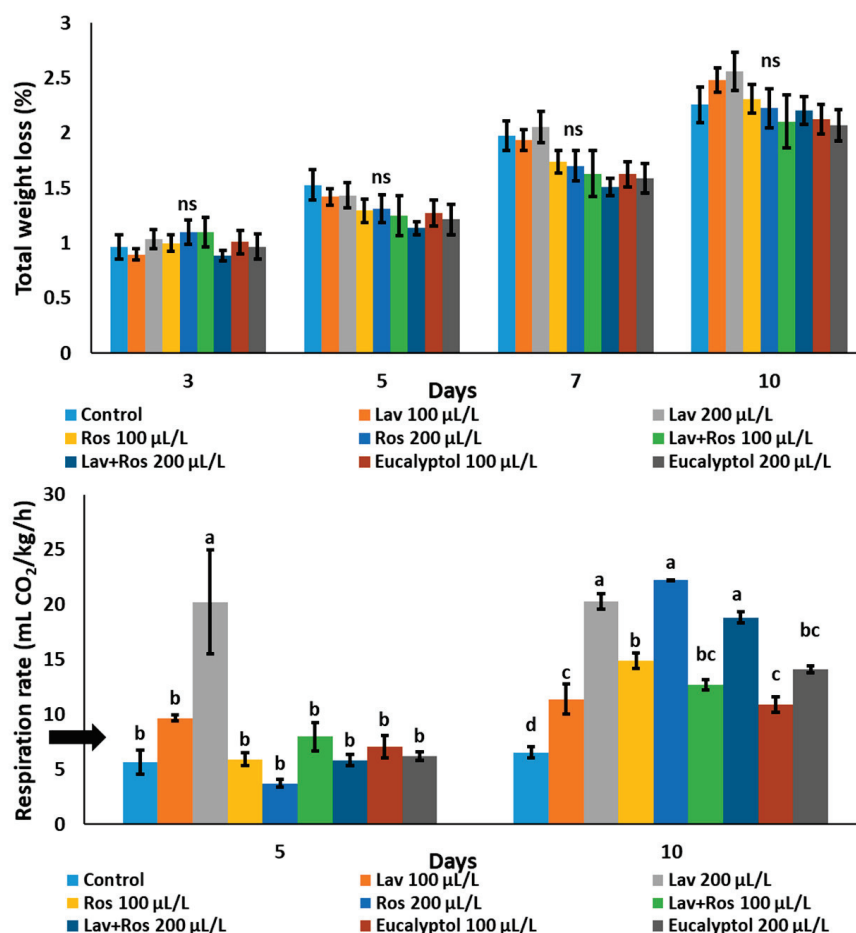 3
2.5
2
1.5
1
0.5
0
Total weight loss (%)
ns
ns
ns
ns
3
5
7
10
Days
Control
Lav 100 µL/L
Lav 200 µL/L
Ros 100 µL/L
Ros 200 µL/L
Lav+Ros 100 µL/L
Lav+Ros 200 µL/L
Eucalyptol 100 µL/L
Eucalyptol 200 µL/L
30
25
20
15
10
5
0
Respiration rate (mL CO₂/kg/h)
b
b
a
b
b
b
b
b
b
d
c
a
b
a
bc
a
c
bc
5
10
Days
Control
Lav 100 µL/L
Lav 200 µL/L
Ros 100 µL/L
Ros 200 µL/L
Lav+Ros 100 µL/L
Lav+Ros 200 µL/L
Eucalyptol 100 µL/L
Eucalyptol 200 µL/L